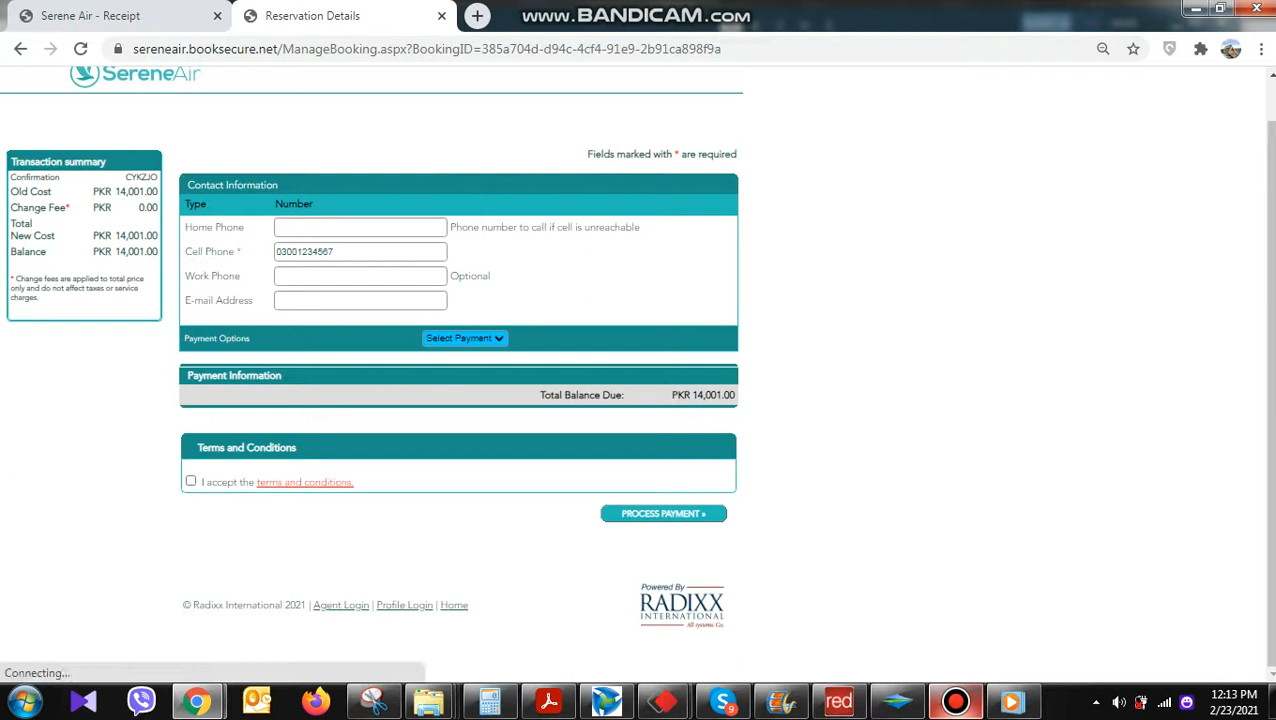 Serene Air - Receipt
Reservation Details
www.BANDICAM.com
sereneair.booksecure.net/ManageBooking.aspx?BookingID=385a7046-d94c-4cf4-91e9-2b91ca898f9a
SereneAir
Fields marked with * are required
Transaction summary
Confirmation CYKZJO
Old Cost PKR 14,001.00
Change Fee* PKR 0.00
Total
New Cost PKR 14,001.00
Balance PKR 14,001.00
* Change fees are applied to total price
only and do not affect taxes or service
charges.
Contact Information
Type Number
Home Phone Phone number to call if cell is unreachable
Cell Phone * 03001234567
Work Phone Optional
E-mail Address
Payment Options Select Payment
Payment Information
Total Balance Due: PKR 14,001.00
Terms and Conditions
I accept the terms and conditions.
PROCESS PAYMENT »
© Radixx International 2021 | Agent Login | Profile Login | Home
Powered By
RADIXX
INTERNATIONAL
All systems Go.
Connecting...
red
9
12:13 PM
2/23/2021